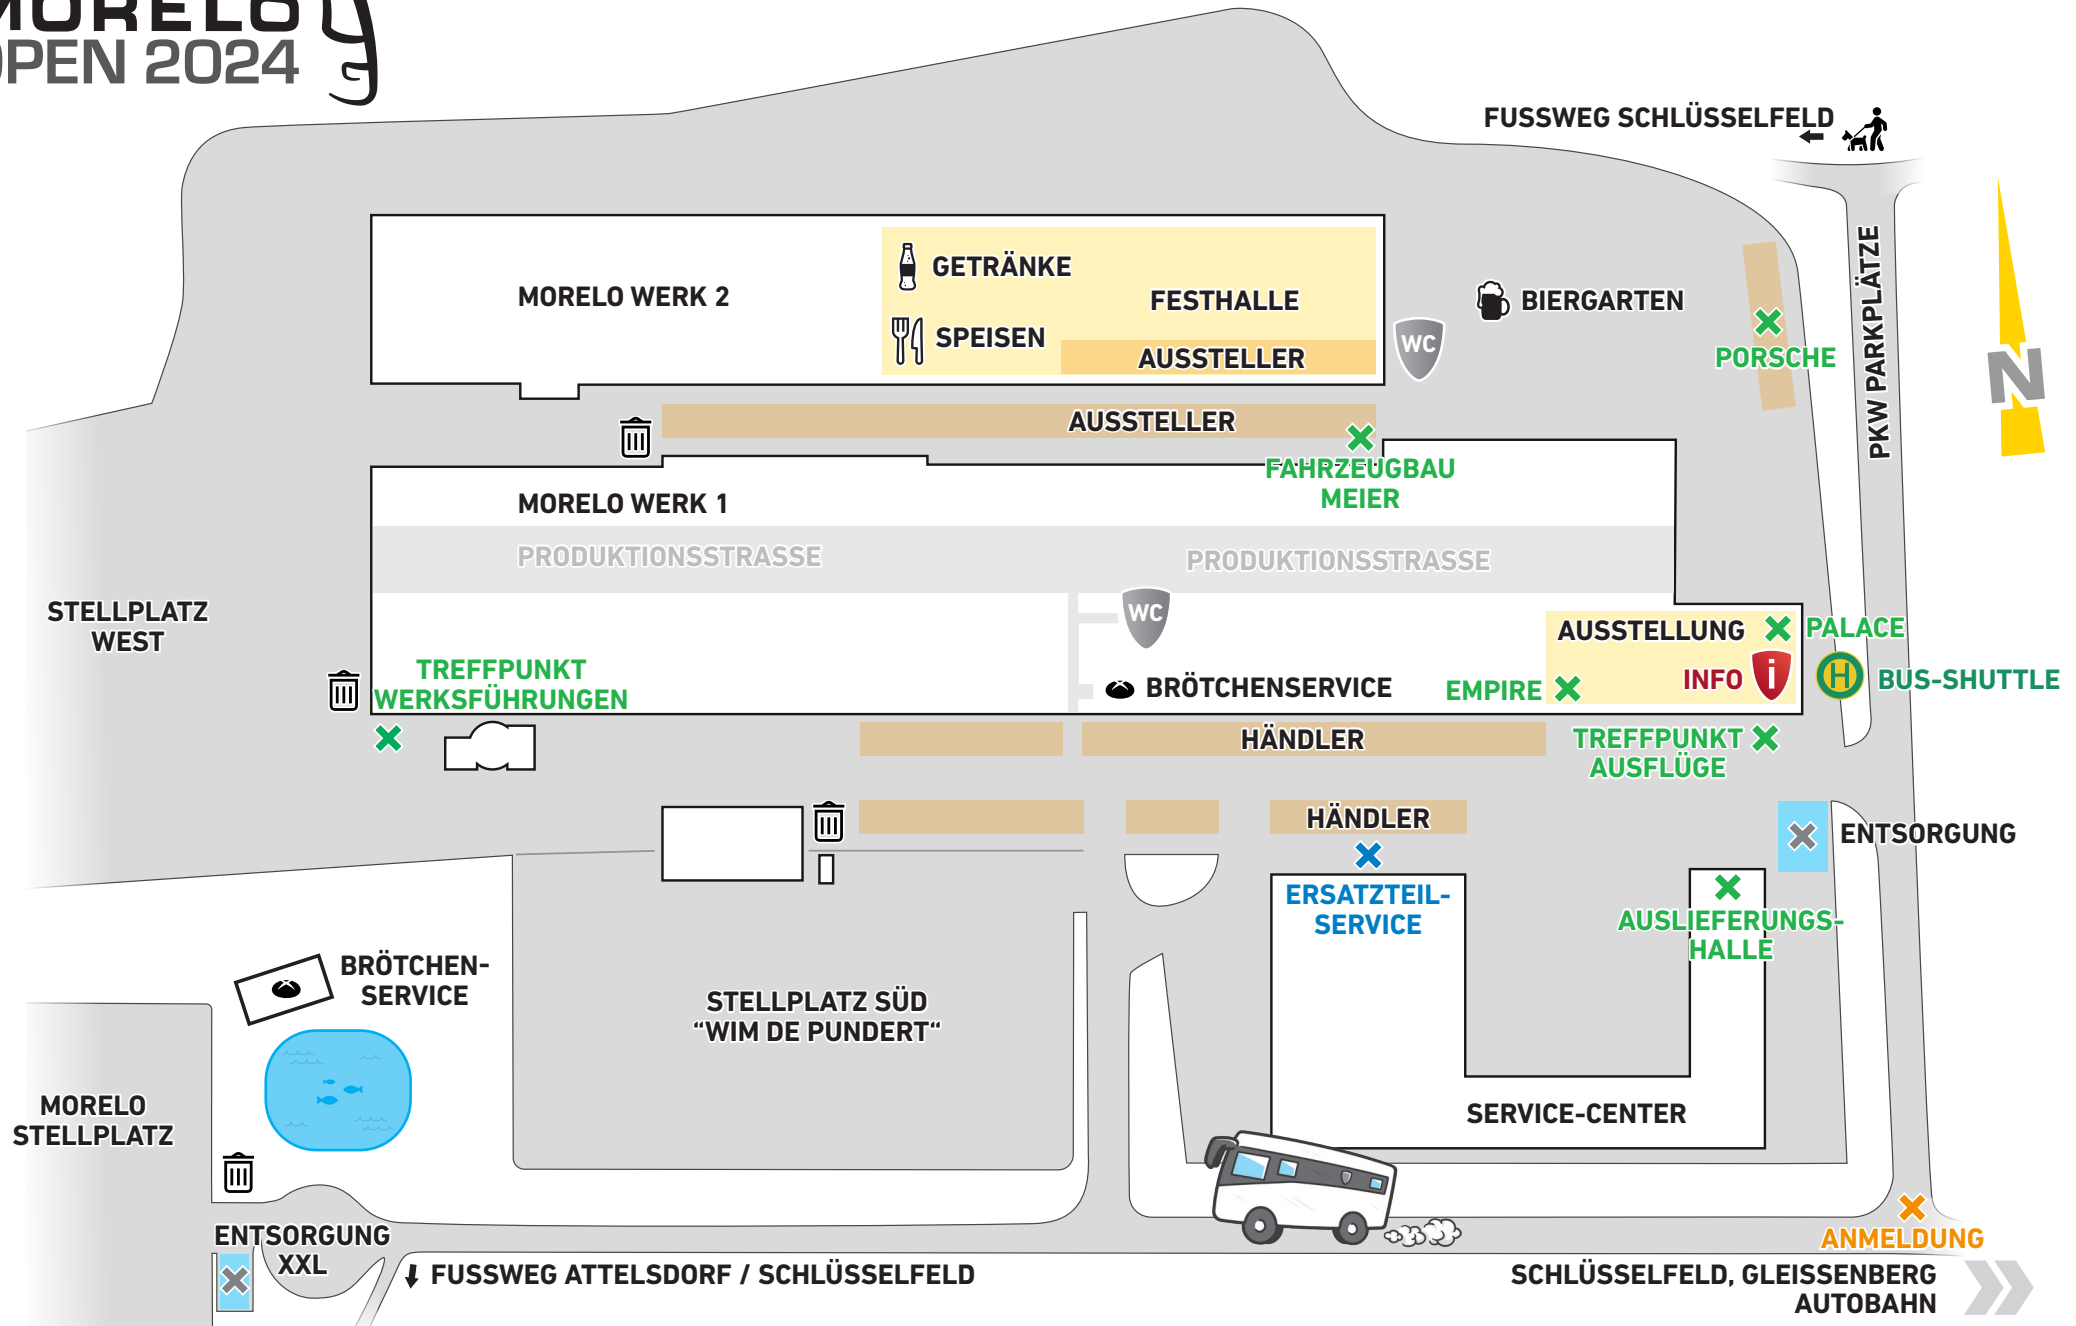 MORELO
OPEN 2024
FUSSWEG SCHLÜSSELFELD
PKW PARKPLÄTZE
N
MORELO WERK 2
GETRÄNKE
SPEISEN
FESTHALLE
AUSSTELLER
WC
BIERGARTEN
PORSCHE
AUSSTELLER
FAHRZEUGBAU
MEIER
MORELO WERK 1
PRODUKTIONSSTRASSE
PRODUKTIONSSTRASSE
STELLPLATZ
WEST
WC
TREFFPUNKT
WERKSFÜHRUNGEN
BRÖTCHENSERVICE
EMPIRE
AUSSTELLUNG
PALACE
INFO
i
H
BUS-SHUTTLE
HÄNDLER
TREFFPUNKT
AUSFLÜGE
HÄNDLER
ENTSORGUNG
ERSATZTEIL-
SERVICE
AUSLIEFERUNGS-
HALLE
BRÖTCHEN-
SERVICE
STELLPLATZ SÜD
“WIM DE PUNDERT“
MORELO
STELLPLATZ
SERVICE-CENTER
ENTSORGUNG
XXL
ANMELDUNG
FUSSWEG ATTELSDORF / SCHLÜSSELFELD
SCHLÜSSELFELD, GLEISSENBERG
AUTOBAHN